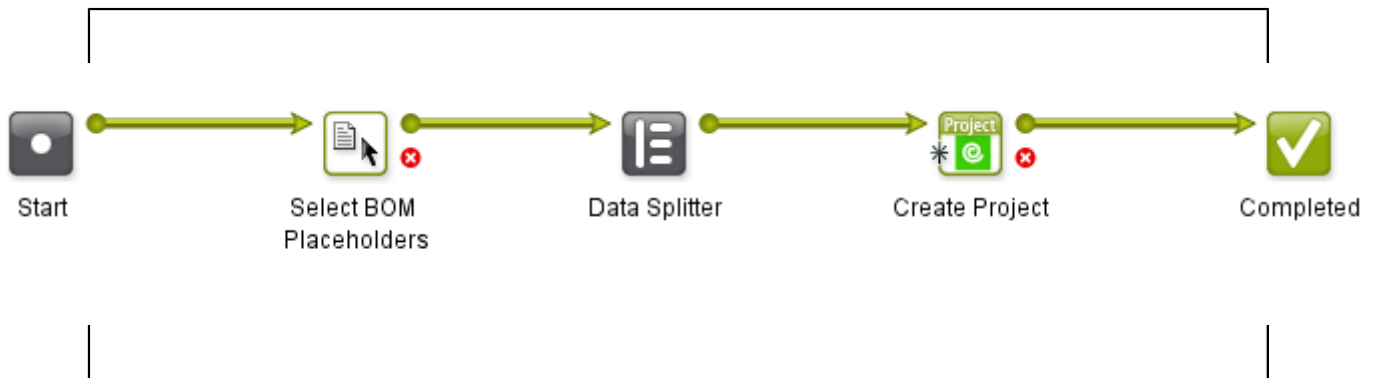 Project
Start
Select BOM
Placeholders
Data Splitter
Create Project
Completed